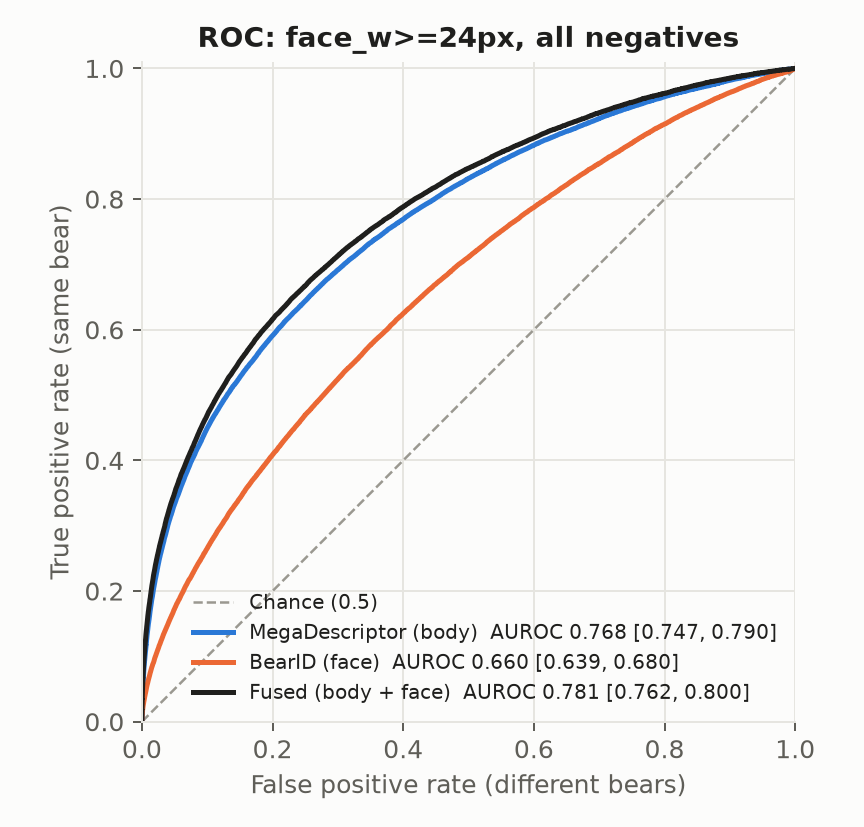 ROC: face_w>=24px, all negatives
True positive rate (same bear)
1.0
0.8
0.6
0.4
0.2
0.0
Chance (0.5)
MegaDescriptor (body)  AUROC 0.768 [0.747, 0.790]
BearID (face)  AUROC 0.660 [0.639, 0.680]
Fused (body + face)  AUROC 0.781 [0.762, 0.800]
0.0 0.2 0.4 0.6 0.8 1.0
False positive rate (different bears)